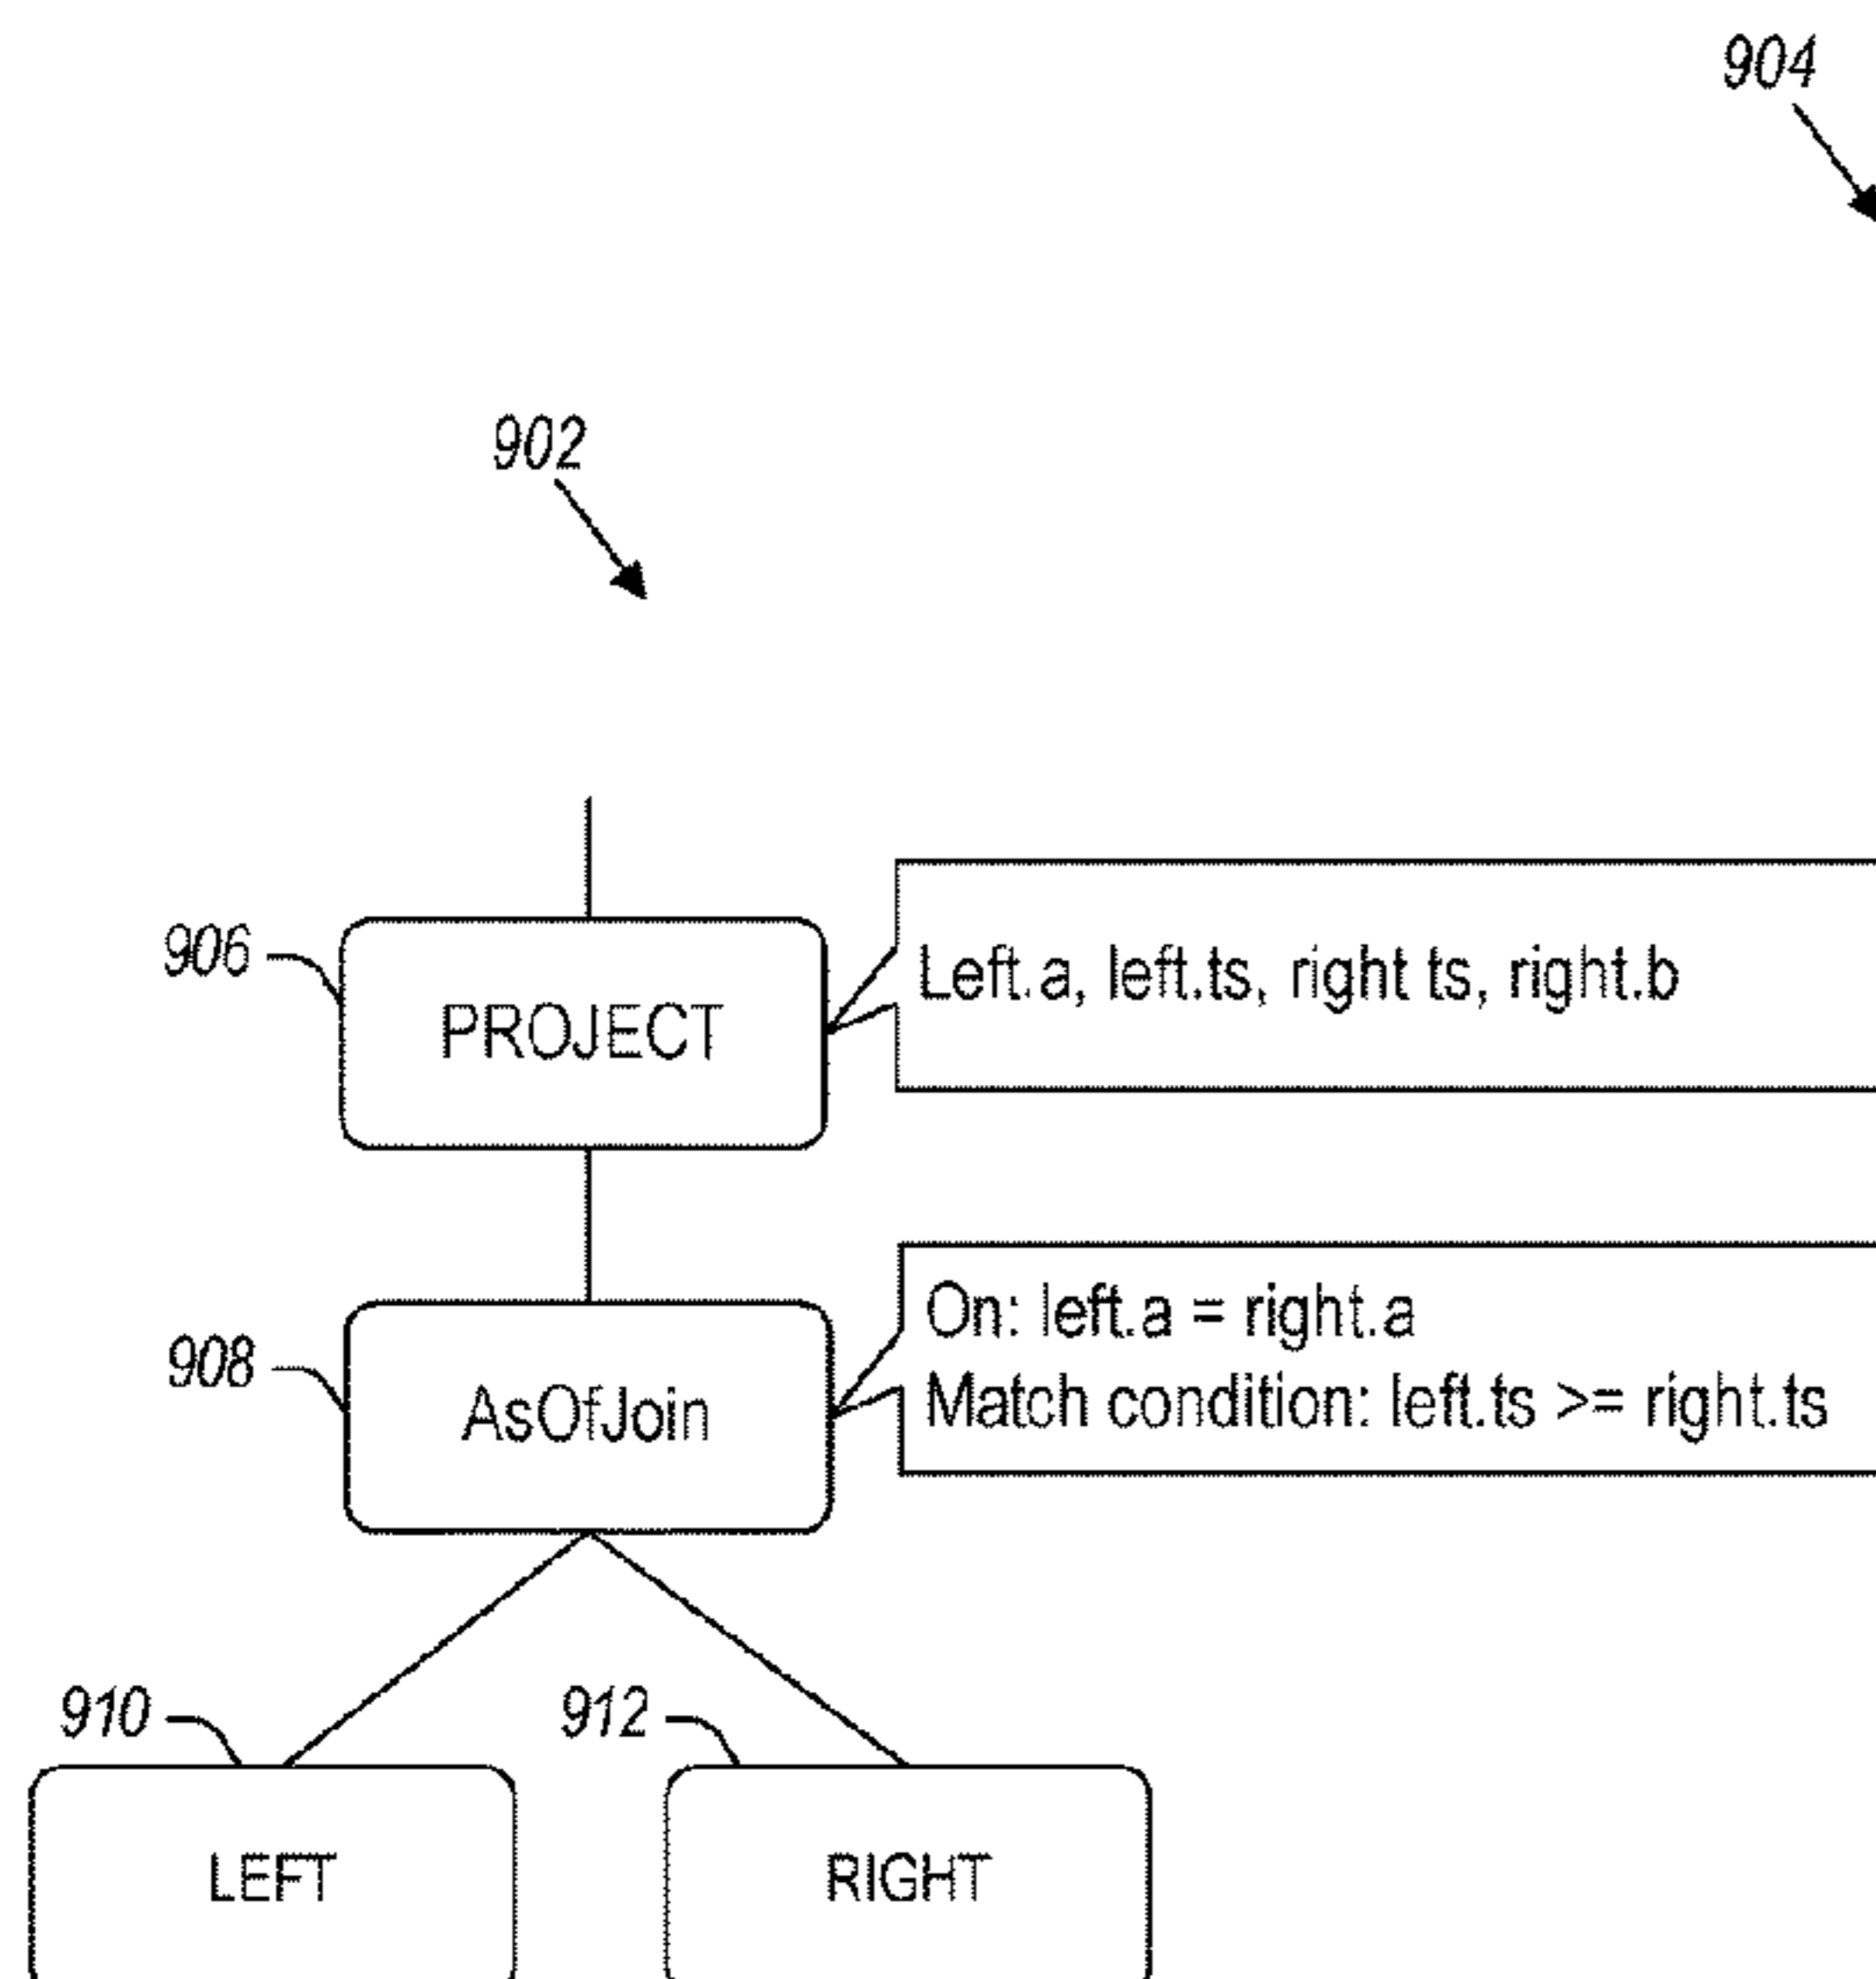 904
902
906
PROJECT
Left.a, left.ts, right ts, right.b
908
AsOfJoin
On: left.a = right.a
Match condition: left.ts >= right.ts
910
912
LEFT
RIGHT